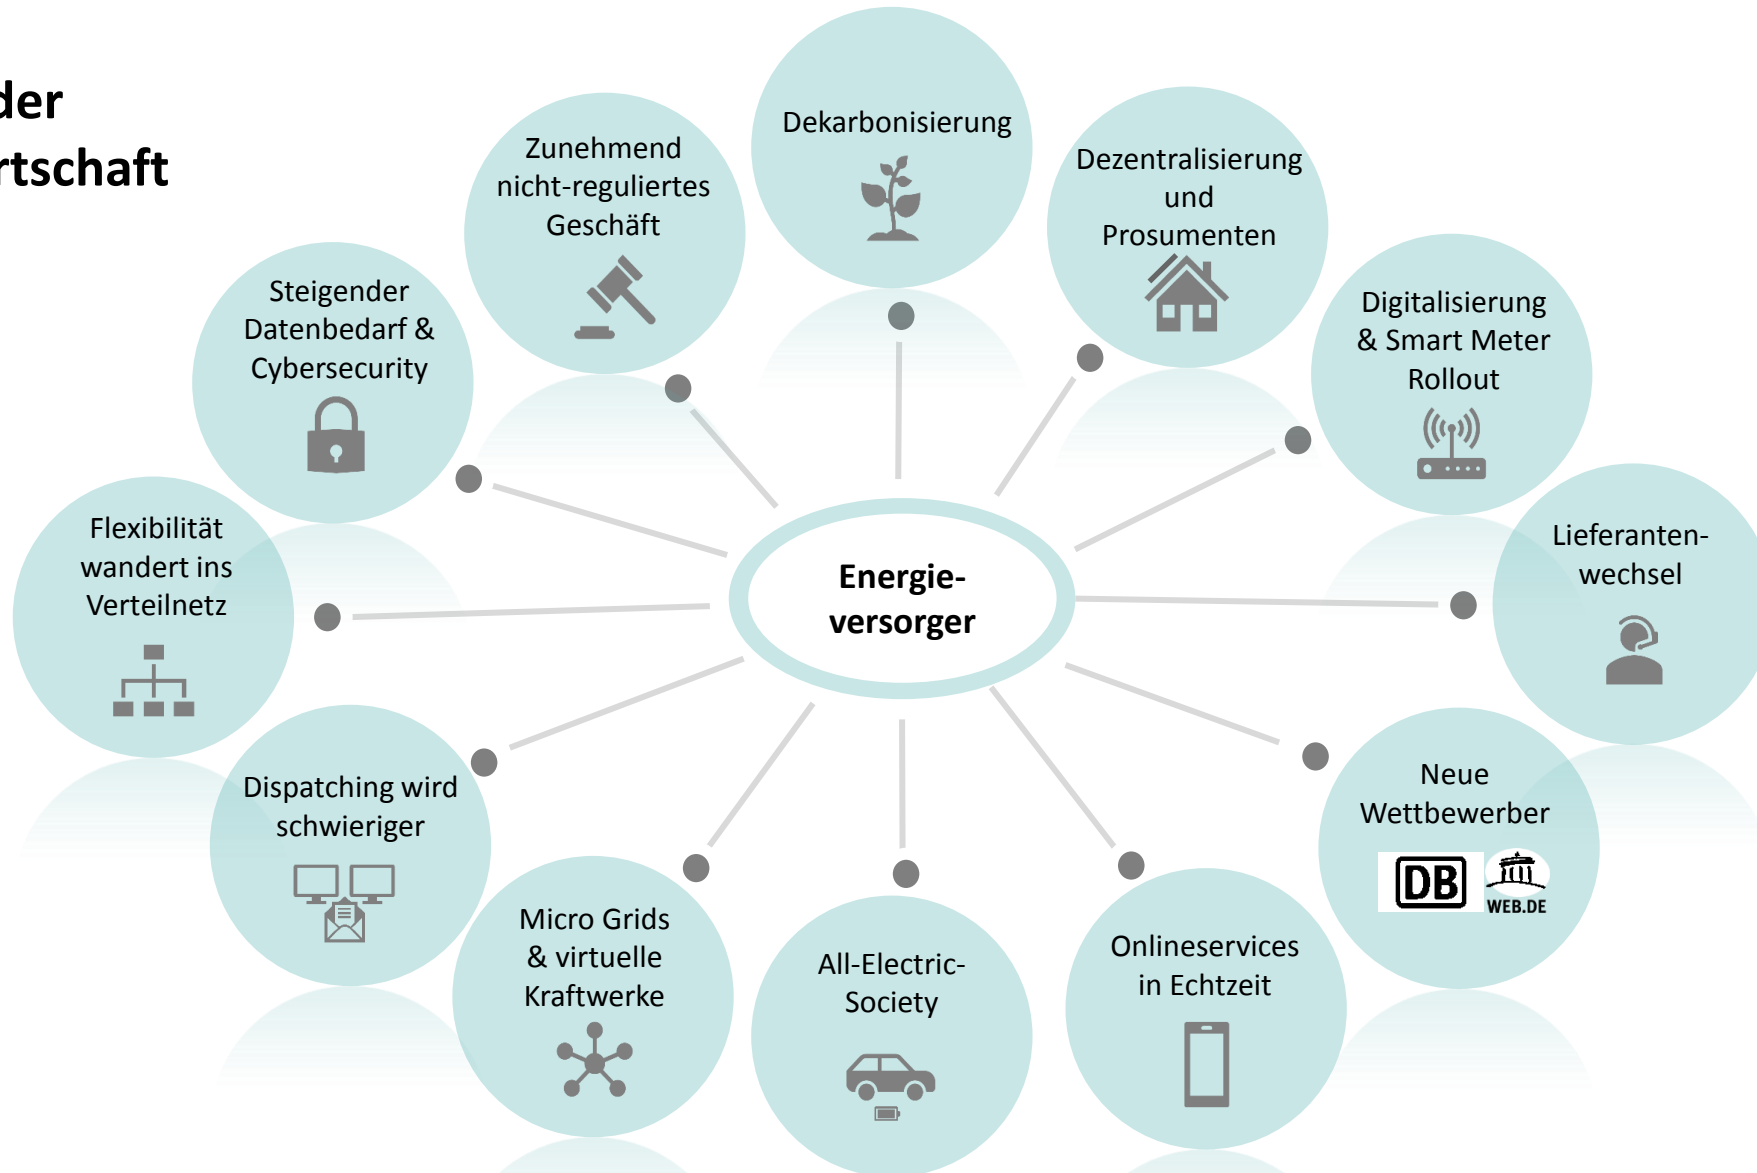 der
rtschaft
Dekarbonisierung
Dezentralisierung
und
Prosumenten
Digitalisierung
& Smart Meter
Rollout
Lieferanten-
wechsel
Neue
Wettbewerber
DB
WEB.DE
Onlineservices
in Echtzeit
All-Electric-
Society
Micro Grids
& virtuelle
Kraftwerke
Dispatching wird
schwieriger
Flexibilität
wandert ins
Verteilnetz
Steigender
Datenbedarf &
Cybersecurity
Zunehmend
nicht-reguliertes
Geschäft
Energie-
versorger